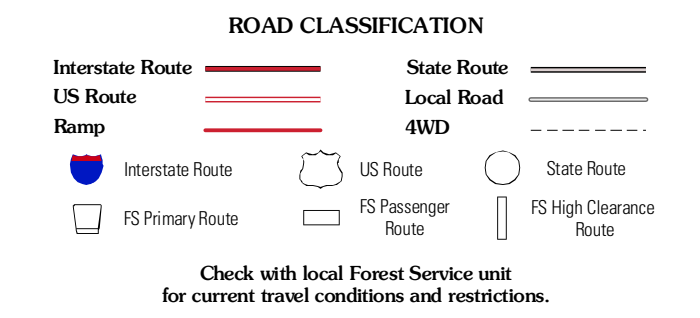 ROAD CLASSIFICATION
Interstate Route
State Route
US Route
Local Road
Ramp
4WD
Interstate Route
US Route
State Route
FS Primary Route
FS Passenger
Route
FS High Clearance
Route
Check with local Forest Service unit
for current travel conditions and restrictions.